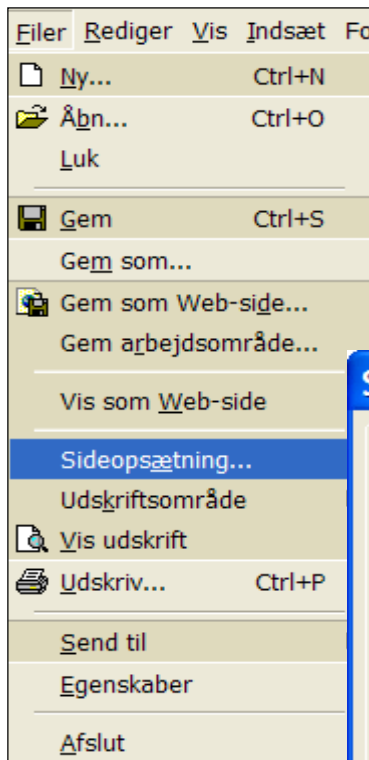 Filer Rediger Vis Indsæt Fo
Ny... Ctrl+N
Åbn... Ctrl+O
Luk
Gem Ctrl+S
Gem som...
Gem som Web-side...
Gem arbejdsområde...
Vis som Web-side
Sideopsætning...
Udskriftsområde
Vis udskrift
Udskriv... Ctrl+P
Send til
Egenskaber
Afslut
S